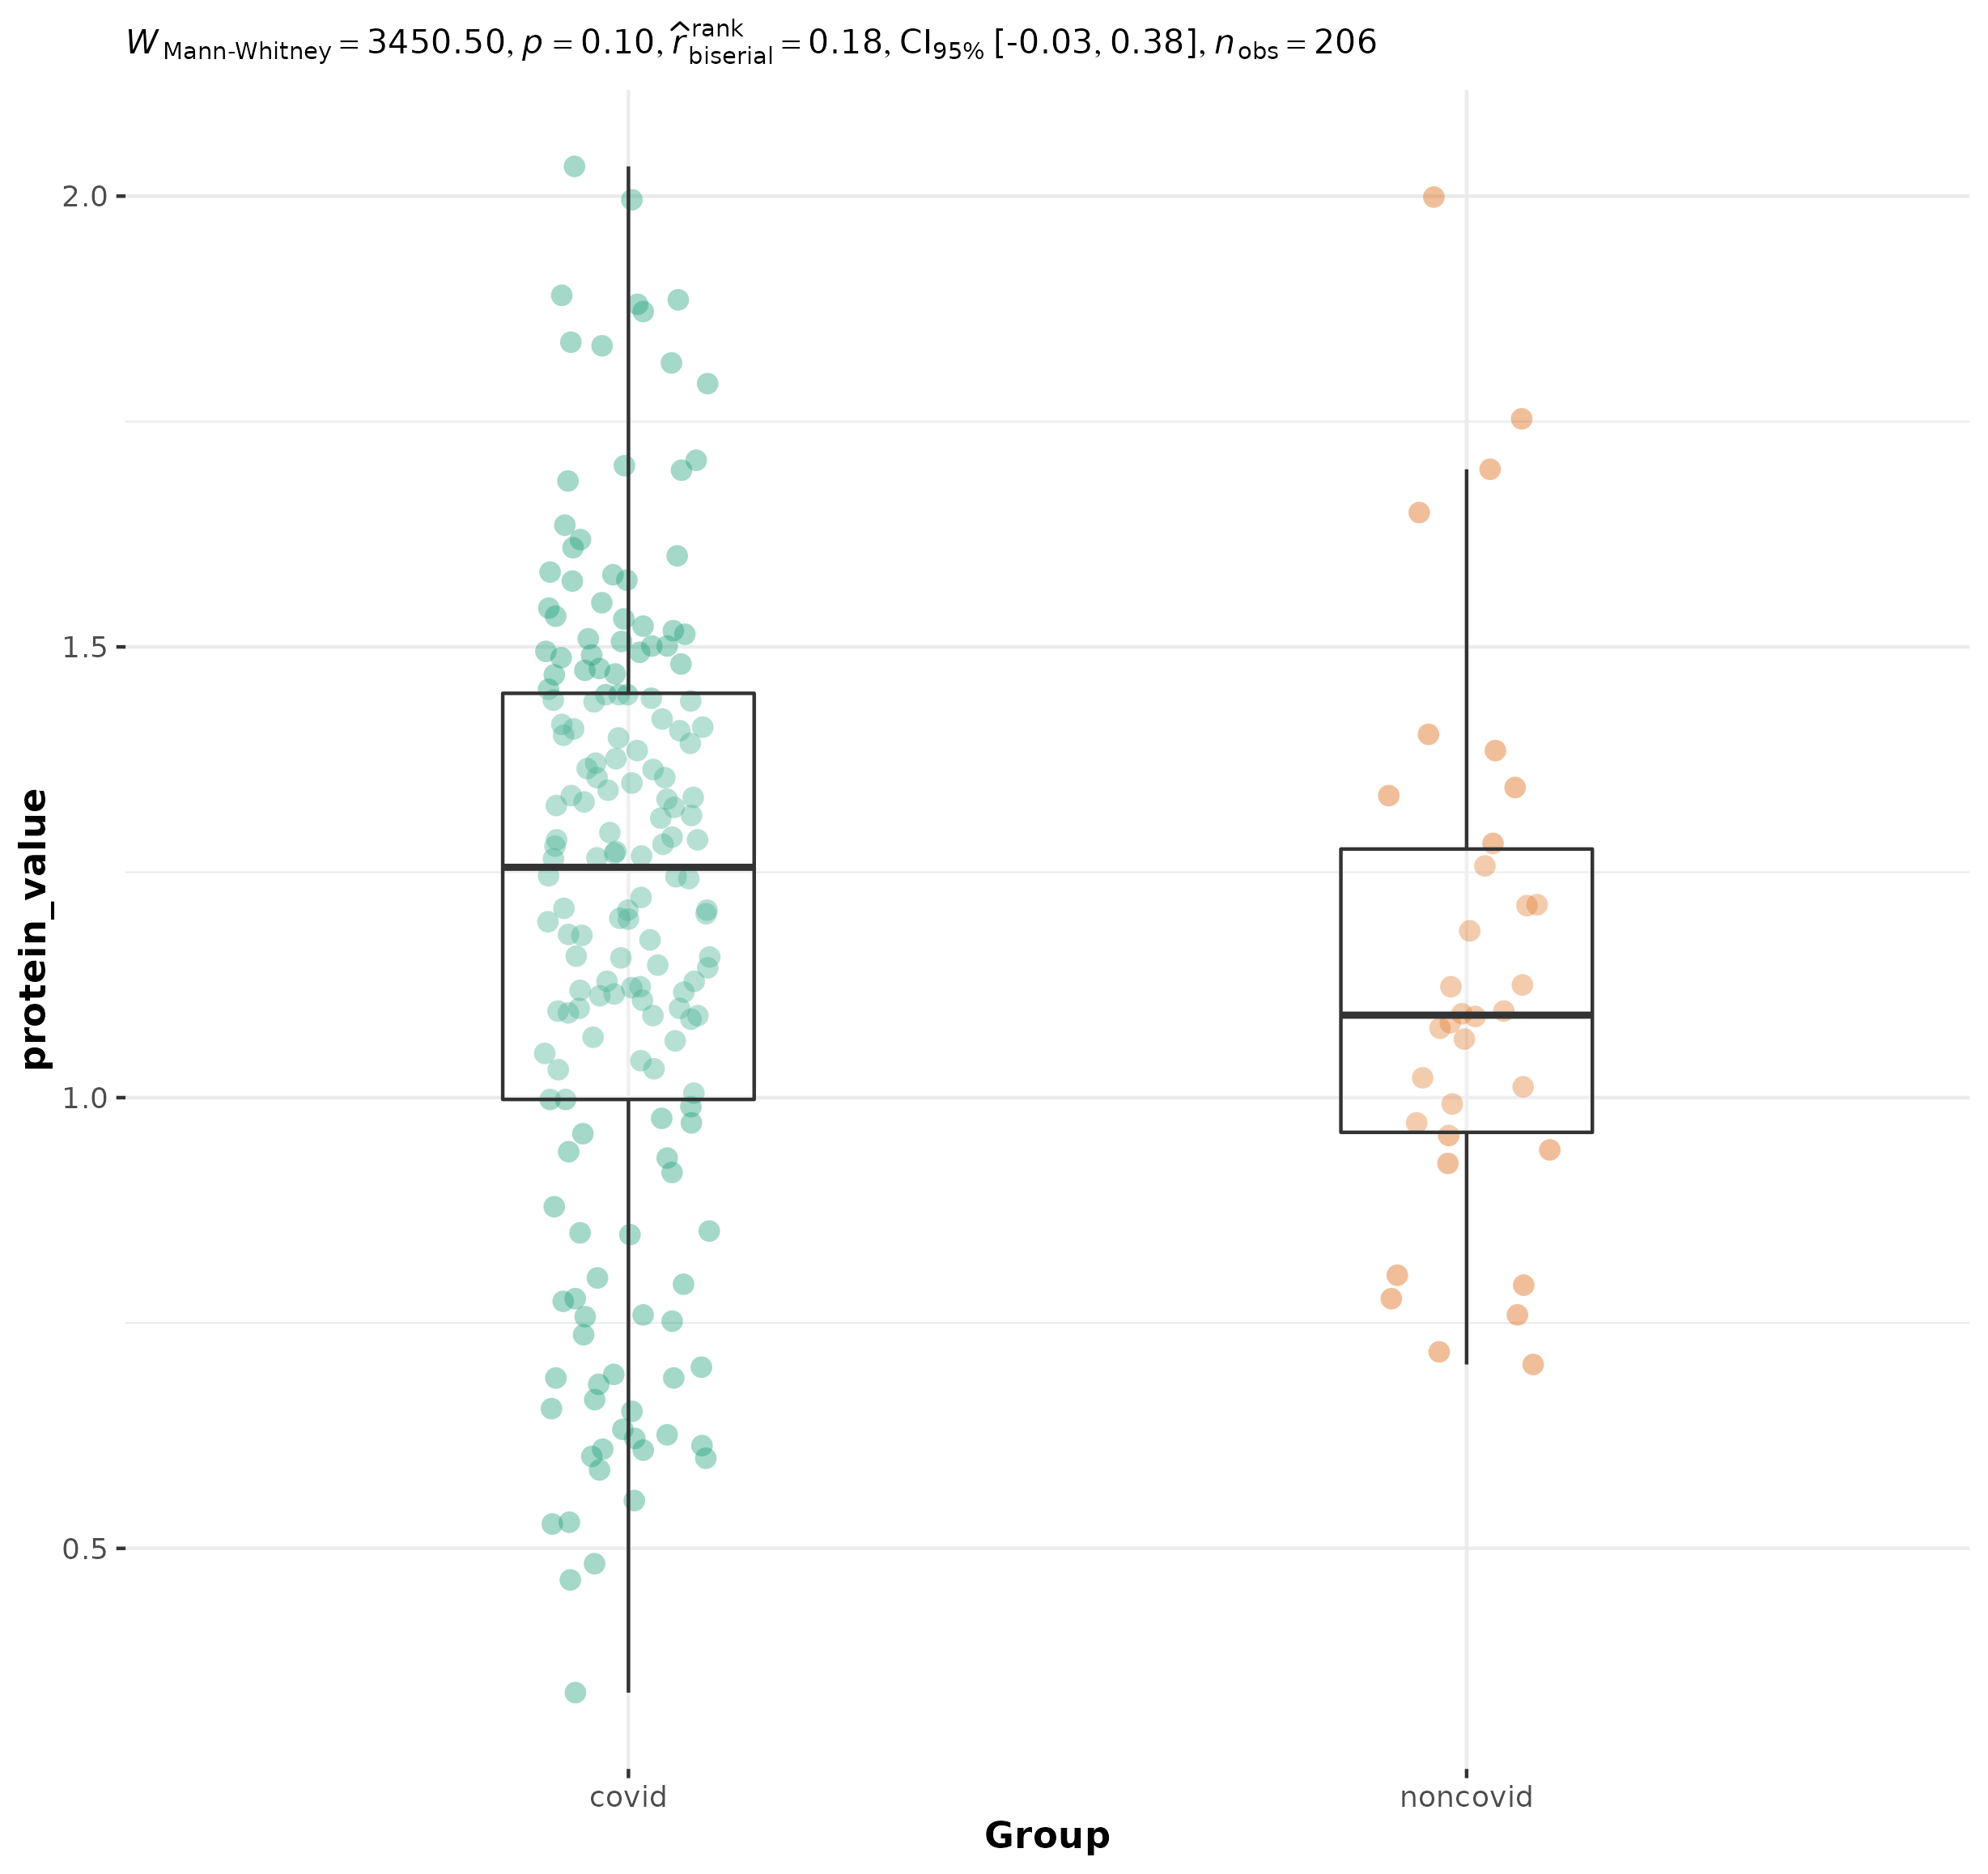 W Mann-Whitney = 3450.50, p = 0.10, r̂ rank biserial = 0.18, CI95% [-0.03, 0.38], n obs = 206
2.0
1.5
1.0
0.5
protein_value
covid noncovid
Group